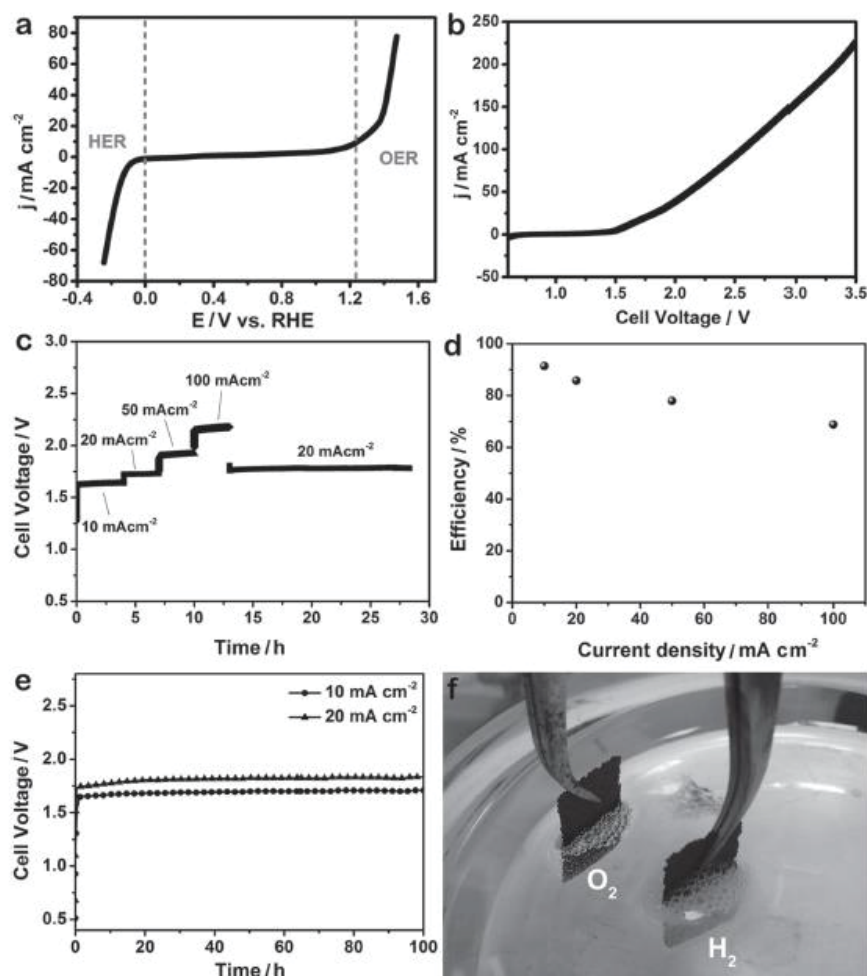 a
80
60
40
20
0
-20
-40
-60
-80
j / mA cm⁻²
HER
OER
-0.4
0.0
0.4
0.8
1.2
1.6
E / V vs. RHE
b
250
200
150
100
50
0
50
j / mA cm⁻²
1.0
1.5
2.0
2.5
3.0
3.5
Cell Voltage / V
c
3.0
2.5
2.0
1.5
1.0
0.5
Cell Voltage / V
100 mAcm⁻²
50 mAcm⁻²
20 mAcm⁻²
20 mAcm⁻²
10 mAcm⁻²
0
5
10
15
20
25
30
Time / h
d
100
80
60
40
20
0
Efficiency / %
0
20
40
60
80
100
Current density / mA cm⁻²
e
2.5
2.0
1.5
1.0
0.5
Cell Voltage / V
10 mA cm⁻²
20 mA cm⁻²
0
20
40
60
80
100
Time / h
f
O₂
H₂